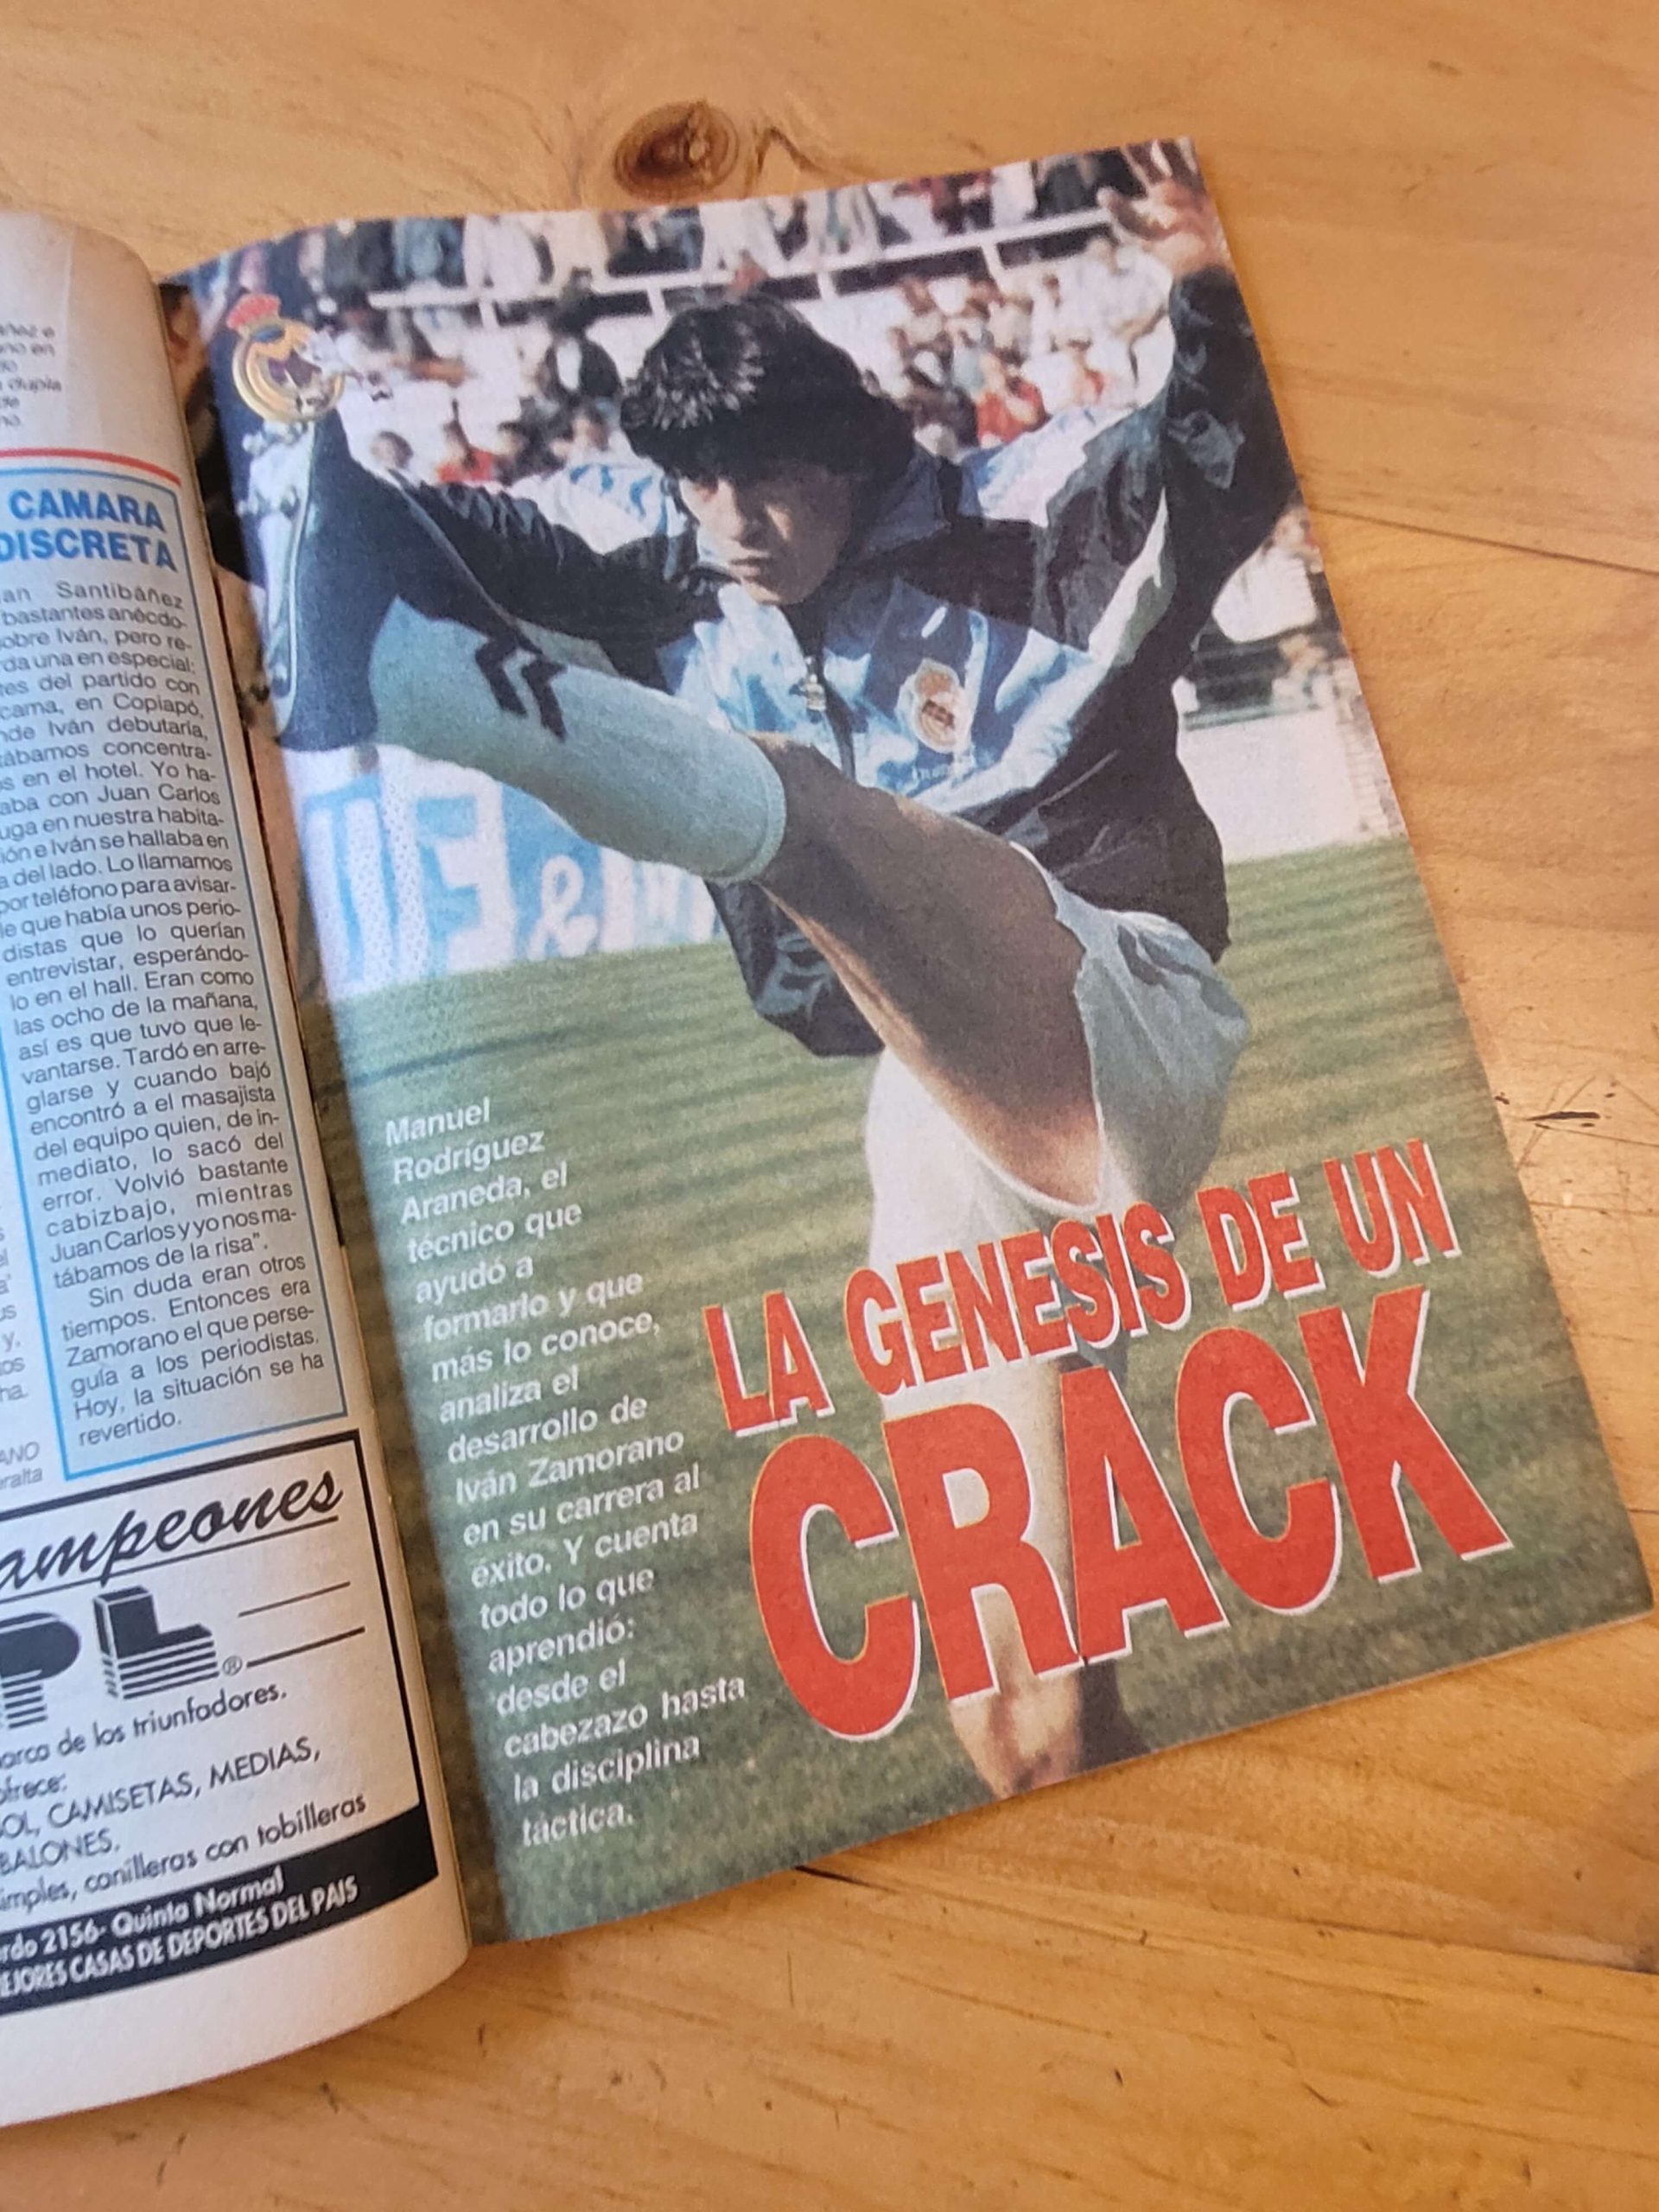 CAMARA
DISCRETA
Santibáñez
bastantes anécdo-
sobre Iván, pero re-
da una en especial:
tes del partido con
cama, en Copiapó,
nde Iván debutaría,
tábamos concentra-
s en el hotel. Yo ha-
aba con Juan Carlos
uga en nuestra habita-
ión e Iván se hallaba en
a del lado. Lo llamamos
por teléfono para avisar-
le que había unos perio-
distas que lo querían
entrevistar, esperándo-
lo en el hall. Eran como
las ocho de la mañana,
así es que tuvo que le-
vantarse. Tardó en arre-
glarse y cuando bajó
encontró a el masajista
del equipo quien, de in-
mediato, lo sacó del
error. Volvió bastante
cabizbajo, mientras
Juan Carlos y yo nos ma-
tábamos de la risa".
Sin duda eran otros
tiempos. Entonces era
Zamorano el que perse-
guía a los periodistas.
Hoy, la situación se ha
revertido.
ampeones
PL®
arca de los triunfadores.
ofrece:
OL, CAMISETAS, MEDIAS,
BALONES.
imples, canilleras con tobilleras
rdo 2156- Quinta Normal
EJORES CASAS DE DEPORTES DEL PAIS
Manuel
Rodríguez
Araneda, el
técnico que
ayudó a
formarlo y que
más lo conoce,
analiza el
desarrollo de
Iván Zamorano
en su carrera al
éxito. Y cuenta
todo lo que
aprendió:
desde el
cabezazo hasta
la disciplina
táctica.
LA GENESIS DE UN
CRACK